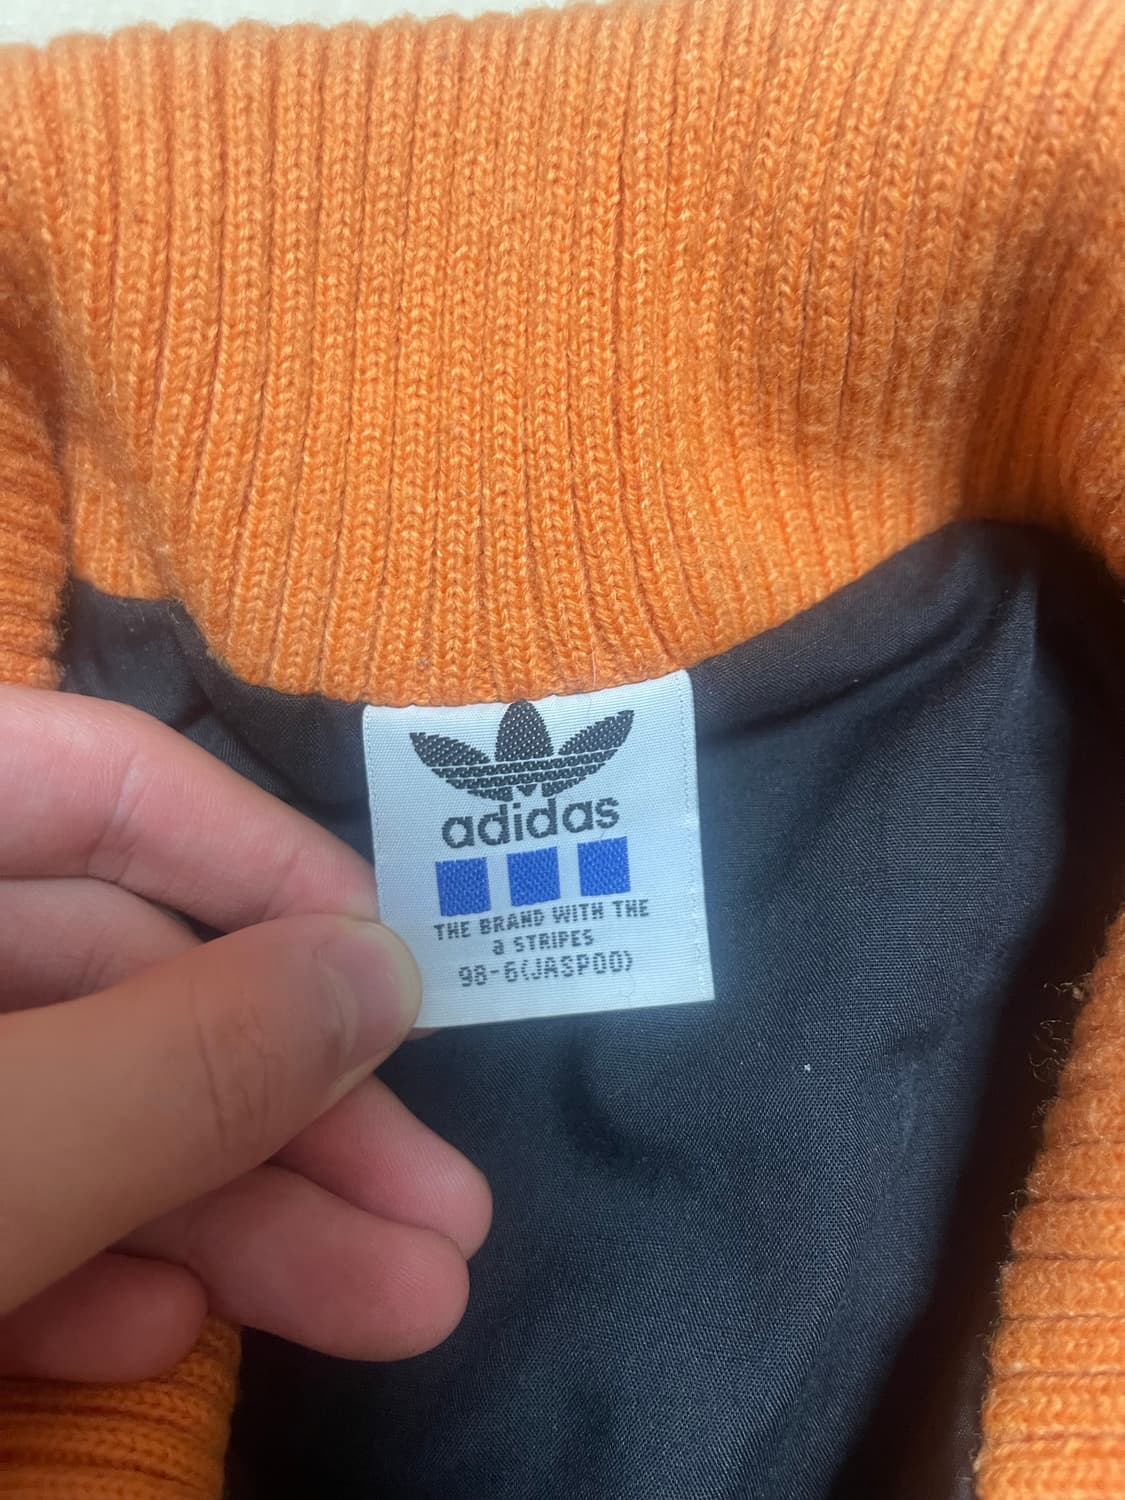 adidas
THE BRAND WITH THE
3 STRIPES
98-6(JASPOO)